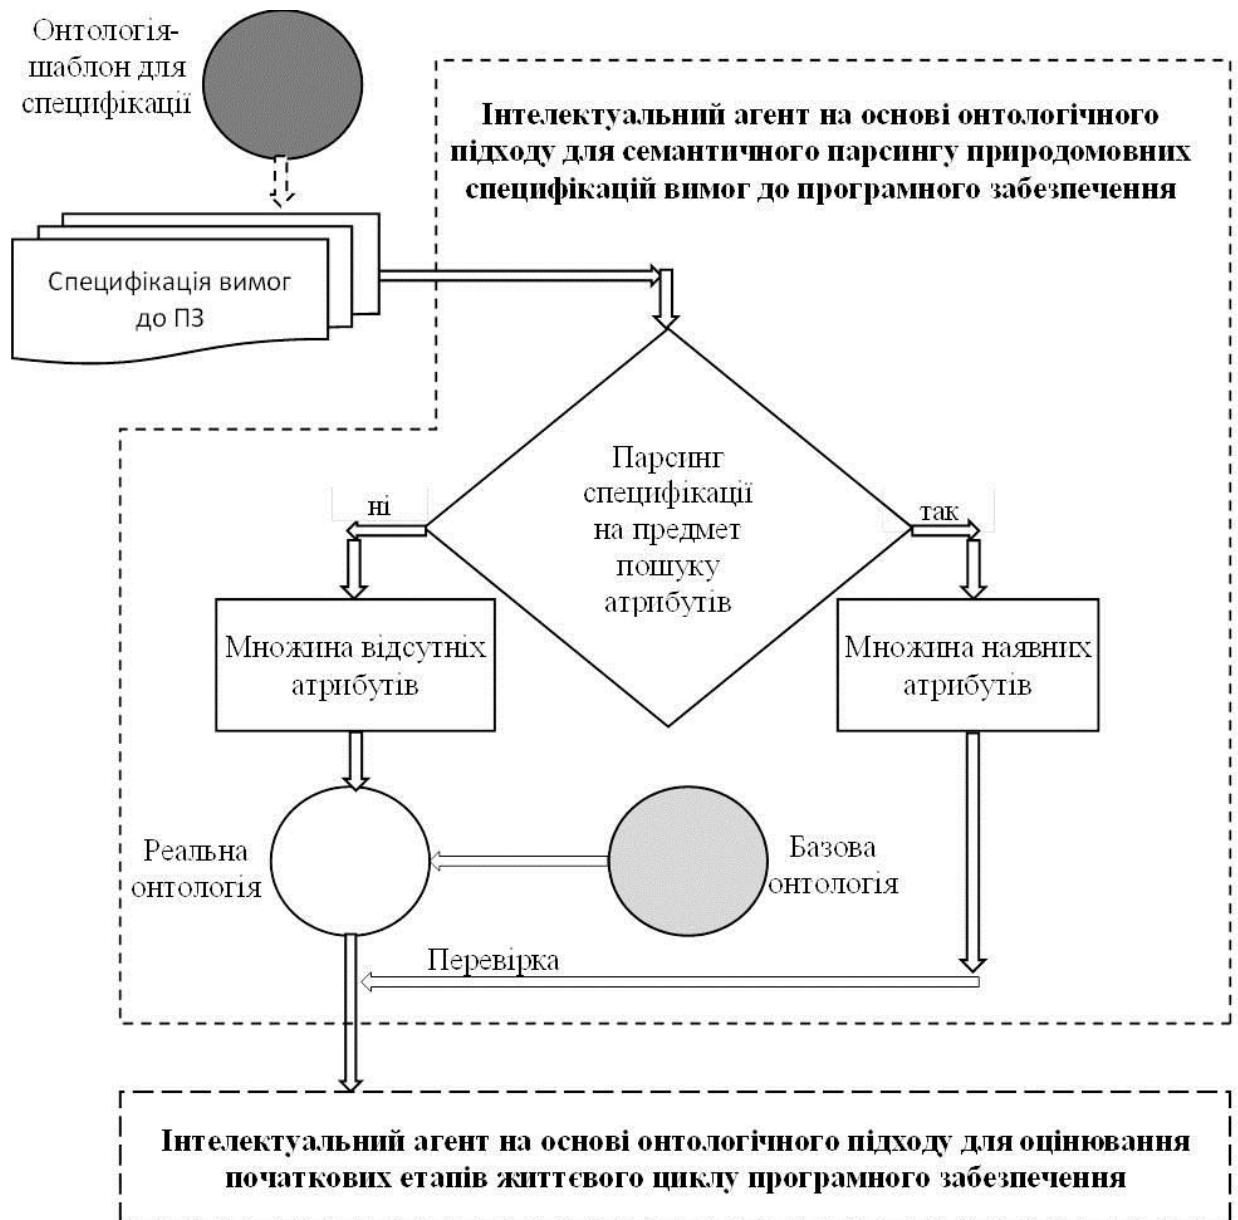 Онтологія-
шаблон для
специфікації
Інтелектуальний агент на основі онтологічного
підходу для семантичного парсингу природомовних
специфікацій вимог до програмного забезпечення
Специфікація вимог
до ПЗ
Парсинг
специфікації
на предмет
пошуку
атрибутів
ні
так
Множина відсутніх
атрибутів
Множина наявних
атрибутів
Реальна
онтологія
Базова
онтологія
Перевірка
Інтелектуальний агент на основі онтологічного підходу для оцінювання
початкових етапів життєвого циклу програмного забезпечення